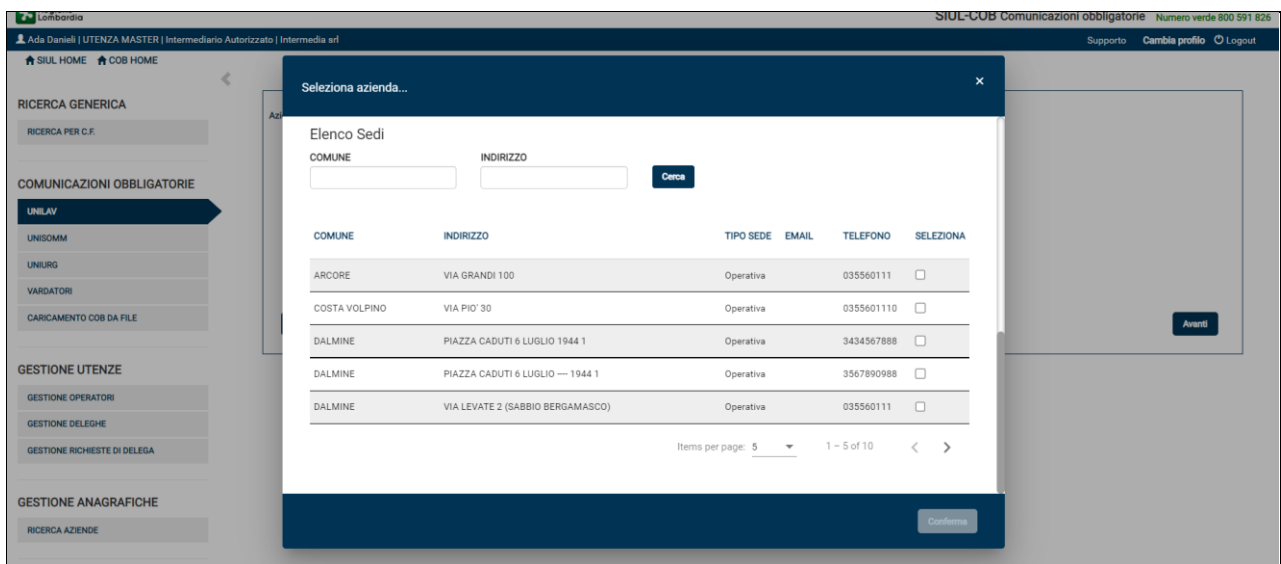 Lombardia
SIUL-COB Comunicazioni obbligatorie Numero verde 800 591 826
Ada Danieli | UTENZA MASTER | Intermediario Autorizzato | Intermedia srl
Supporto Cambia profilo Logout
SIUL HOME COB HOME
RICERCA GENERICA
RICERCA PER C.F.
COMUNICAZIONI OBBLIGATORIE
UNILAV
UNISOMM
UNIURG
VARDATORI
CARICAMENTO COB DA FILE
GESTIONE UTENZE
GESTIONE OPERATORI
GESTIONE DELEGHE
GESTIONE RICHIESTE DI DELEGA
GESTIONE ANAGRAFICHE
RICERCA AZIENDE
Azi
Seleziona azienda... ×
Elenco Sedi
COMUNE INDIRIZZO
Cerca
COMUNE INDIRIZZO TIPO SEDE EMAIL TELEFONO SELEZIONA
ARCORE VIA GRANDI 100 Operativa 035560111
COSTA VOLPINO VIA PIO' 30 Operativa 0355601110
DALMINE PIAZZA CADUTI 6 LUGLIO 1944 1 Operativa 3434567888
DALMINE PIAZZA CADUTI 6 LUGLIO ---- 1944 1 Operativa 3567890988
DALMINE VIA LEVATE 2 (SABBIO BERGAMASCO) Operativa 035560111
Items per page: 5 1 – 5 of 10
Conferma
Avanti